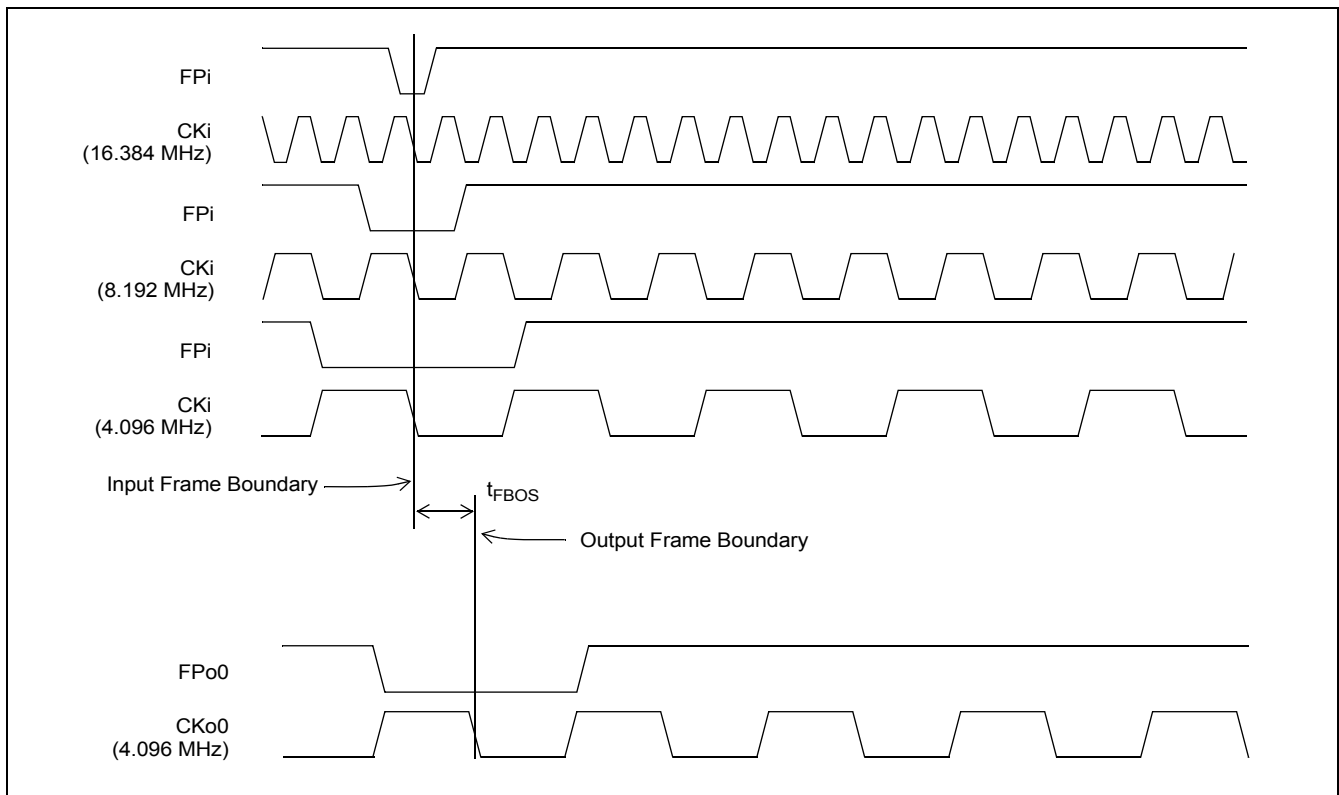 FPi
CKi
(16.384 MHz)
FPi
CKi
(8.192 MHz)
FPi
CKi
(4.096 MHz)
Input Frame Boundary
tFBOS
Output Frame Boundary
FPo0
CKo0
(4.096 MHz)